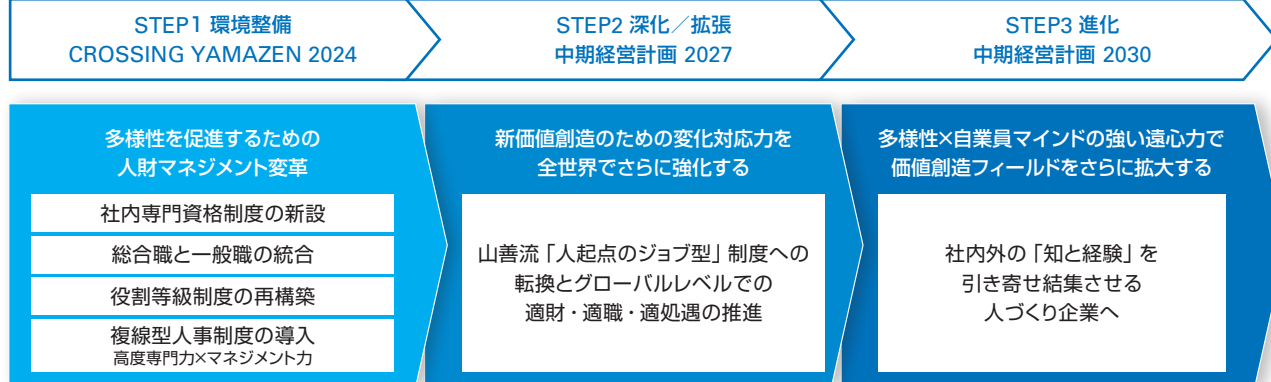 STEP1 環境整備
CROSSING YAMAZEN 2024
STEP2 深化／拡張
中期経営計画 2027
STEP3 進化
中期経営計画 2030
多様性を促進するための
人財マネジメント変革
社内専門資格制度の新設
総合職と一般職の統合
役割等級制度の再構築
複線型人事制度の導入
高度専門力×マネジメント力
新価値創造のための変化対応力を
全世界でさらに強化する
山善流「人起点のジョブ型」制度への
転換とグローバルレベルでの
適財・適職・適処遇の推進
多様性×自業員マインドの強い遠心力で
価値創造フィールドをさらに拡大する
社内外の「知と経験」を
引き寄せ結集させる
人づくり企業へ